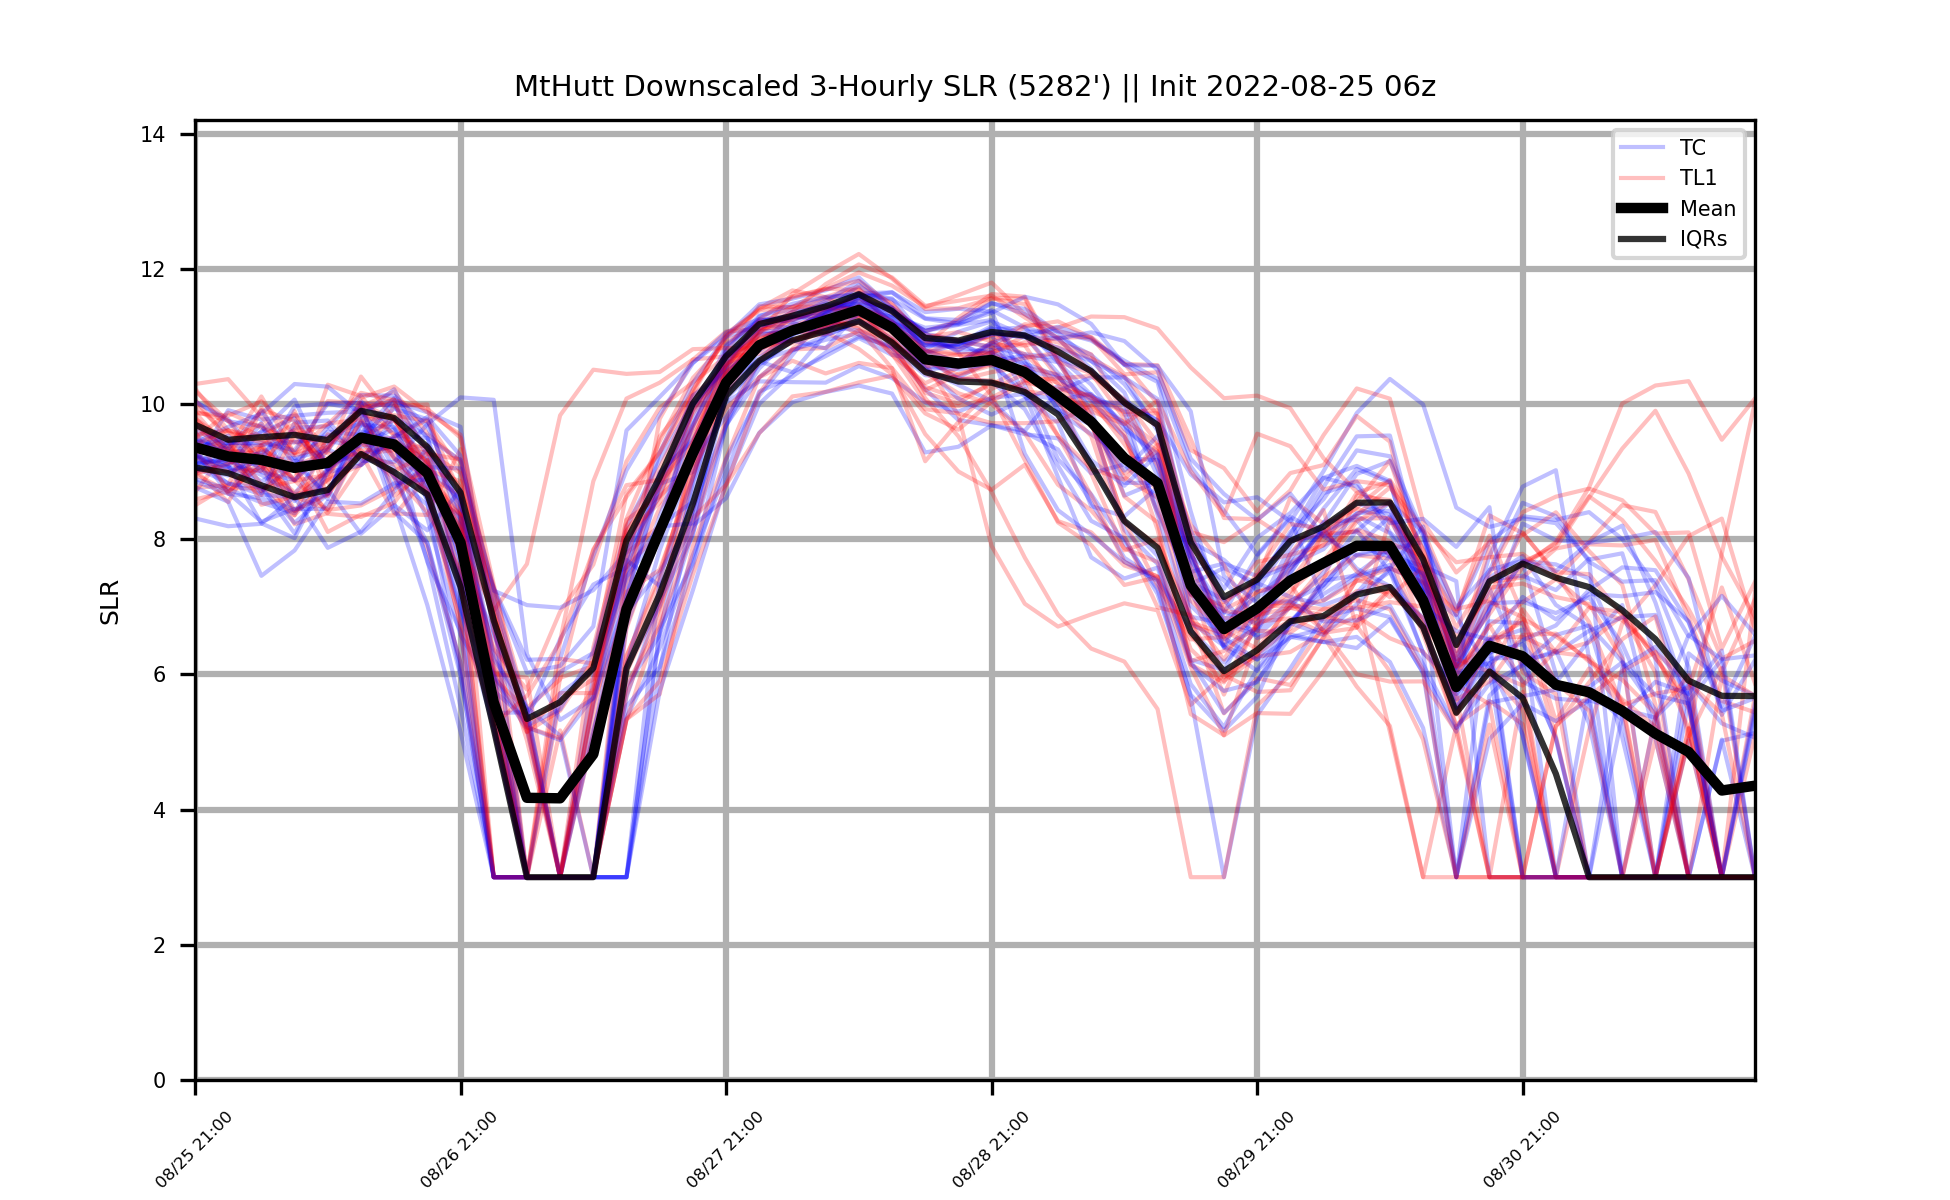 MtHutt Downscaled 3-Hourly SLR (5282') || Init 2022-08-25 06z
14
12
10
8
6
4
2
0
SLR
TC
TL1
Mean
IQRs
08/25 21:00
08/26 21:00
08/27 21:00
08/28 21:00
08/29 21:00
08/30 21:00